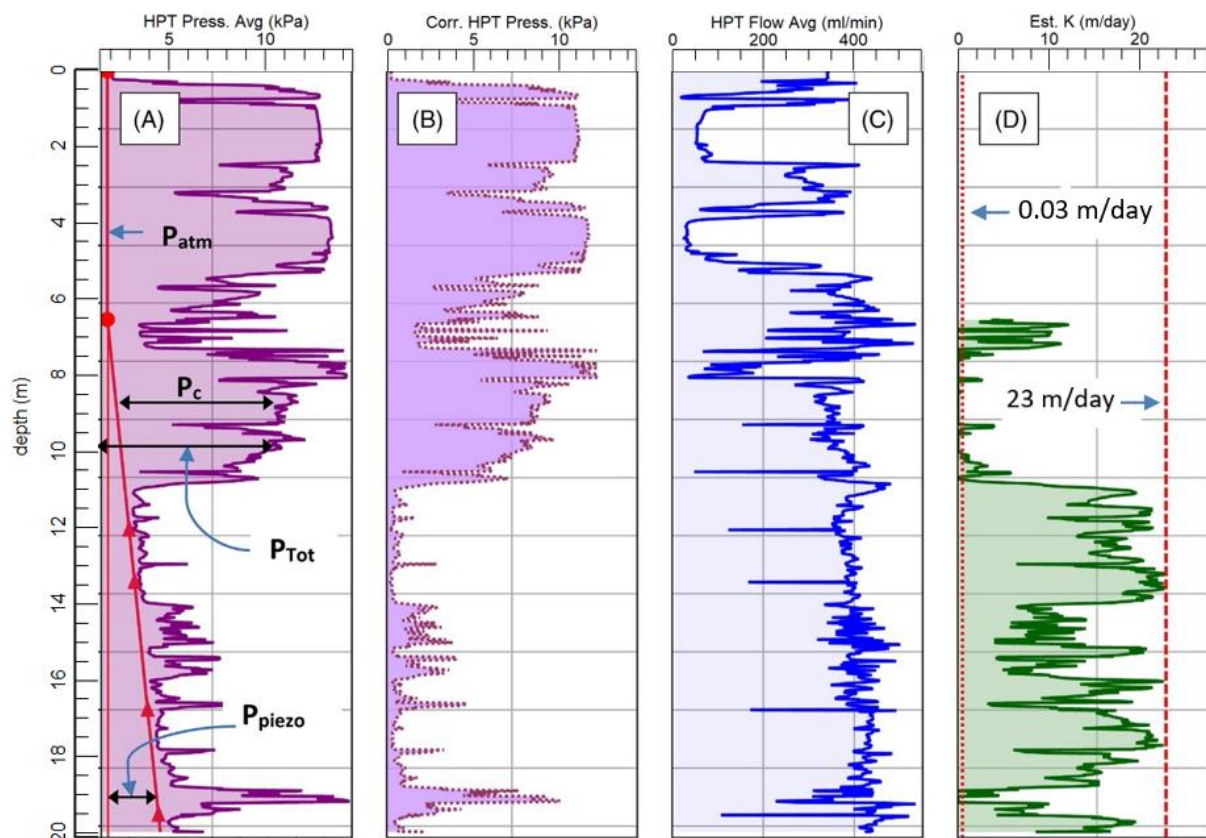 HPT Press. Avg (kPa)
5 10
Corr. HPT Press. (kPa)
0 5 10
HPT Flow Avg (ml/min)
200 400
Est. K (m/day)
0 10 20
depth (m)
0
2
4
6
8
10
12
14
16
18
20
(A)
(B)
(C)
(D)
Patm
Pc
PTot
Ppiezo
0.03 m/day
23 m/day